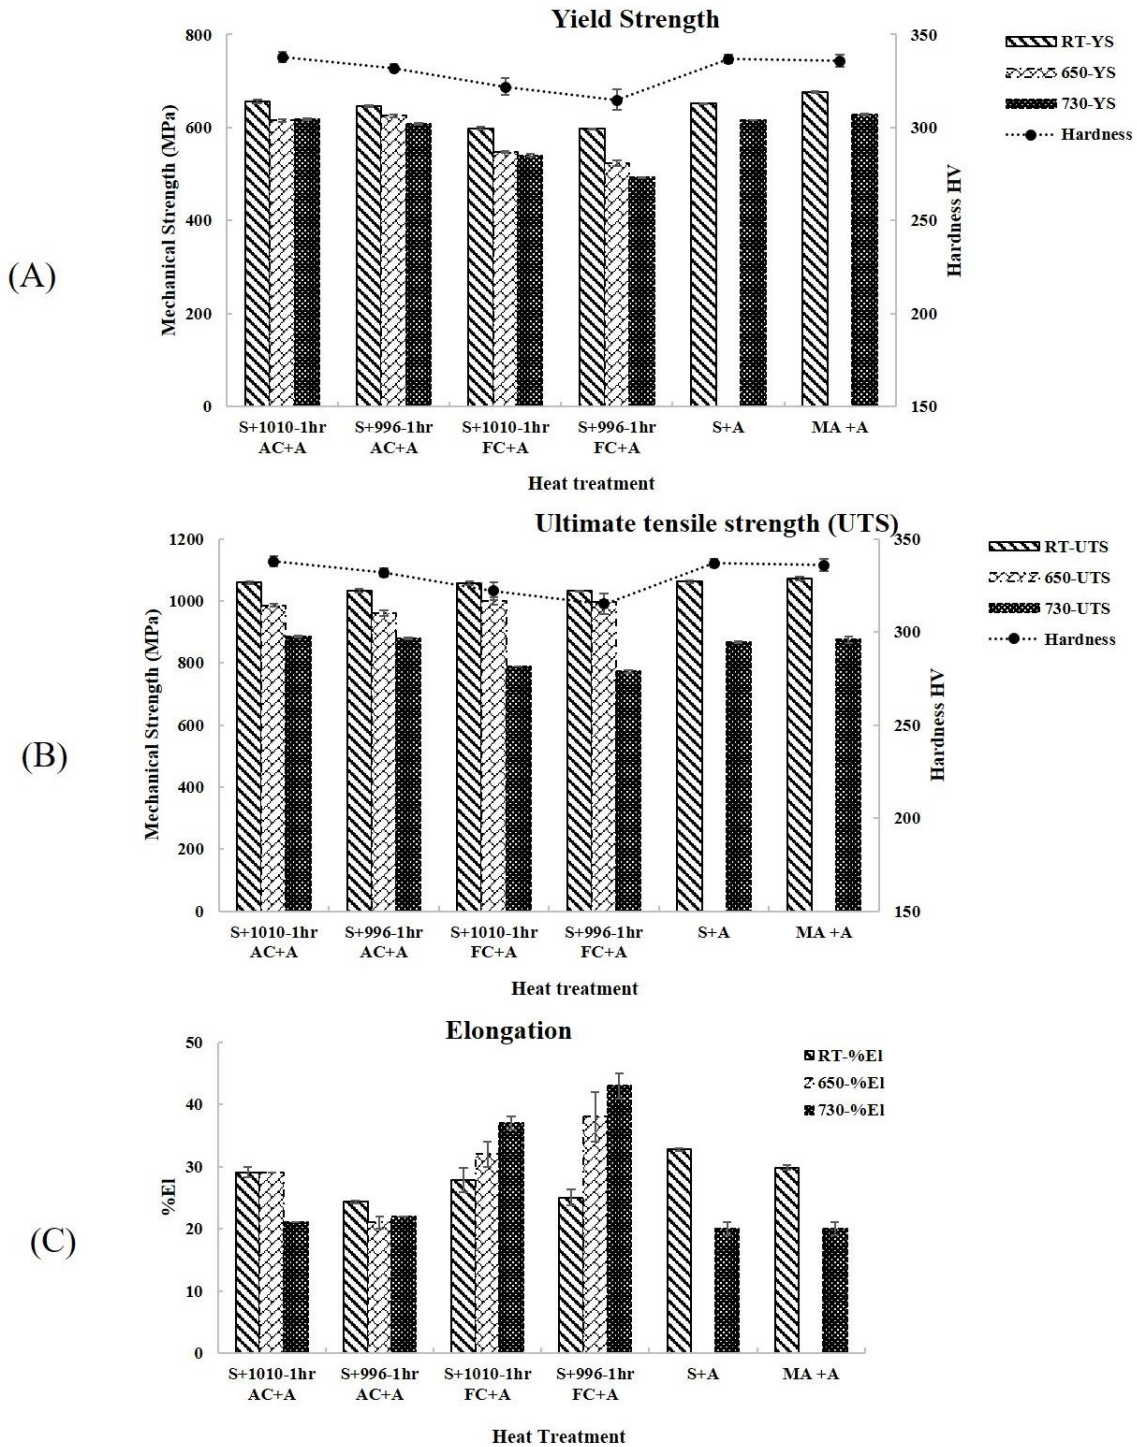 Yield Strength
800
600
400
200
0
Mechanical Strength (MPa)
350
300
250
200
150
Hardness HV
RT-YS
650-YS
730-YS
Hardness
(A)
S+1010-1hr AC+A
S+996-1hr AC+A
S+1010-1hr FC+A
S+996-1hr FC+A
S+A
MA +A
Heat treatment
Ultimate tensile strength (UTS)
1200
1000
800
600
400
200
0
Mechanical Strength (MPa)
350
300
250
200
150
Hardness HV
RT-UTS
650-UTS
730-UTS
Hardness
(B)
S+1010-1hr AC+A
S+996-1hr AC+A
S+1010-1hr FC+A
S+996-1hr FC+A
S+A
MA +A
Heat treatment
Elongation
50
40
30
20
10
0
%El
RT-%El
650-%El
730-%El
(C)
S+1010-1hr AC+A
S+996-1hr AC+A
S+1010-1hr FC+A
S+996-1hr FC+A
S+A
MA +A
Heat Treatment